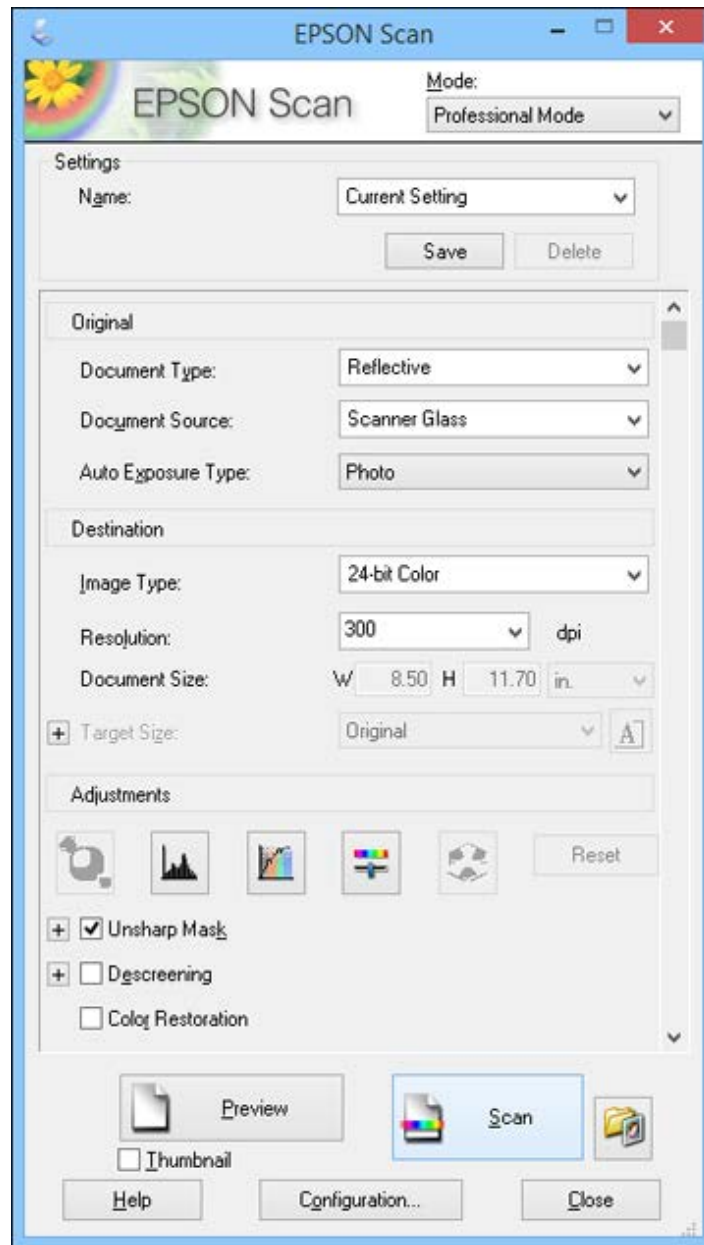 EPSON Scan
EPSON Scan
Mode:
Professional Mode
Settings
Name:
Current Setting
Save
Delete
Original
Document Type:
Reflective
Document Source:
Scanner Glass
Auto Exposure Type:
Photo
Destination
Image Type:
24-bit Color
Resolution:
300
dpi
Document Size:
W 8.50 H 11.70 in.
Target Size:
Original
A
Adjustments
Reset
Unsharp Mask
Descreening
Color Restoration
Preview
Scan
Thumbnail
Help
Configuration...
Close